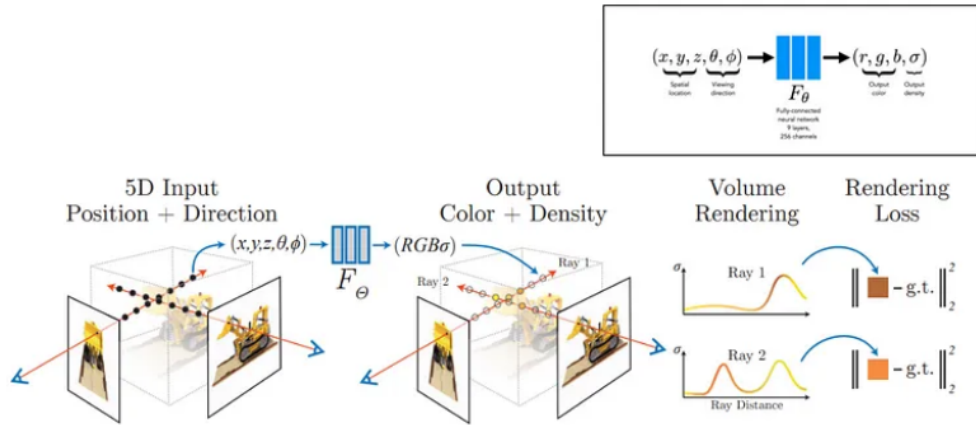 (x, y, z, θ, ϕ)
(r, g, b, σ)
Spatial location
Viewing direction
F_θ
Output color
Output density
Fully-connected
neural network
9 layers,
256 channels
5D Input
Position + Direction
Output
Color + Density
Volume
Rendering
Rendering
Loss
(x,y,z,θ,ϕ)
F_Θ
(RGBσ)
Ray 1
Ray 2
σ
Ray 1
‖ – g.t. ‖²₂
σ
Ray 2
‖ – g.t. ‖²₂
Ray Distance